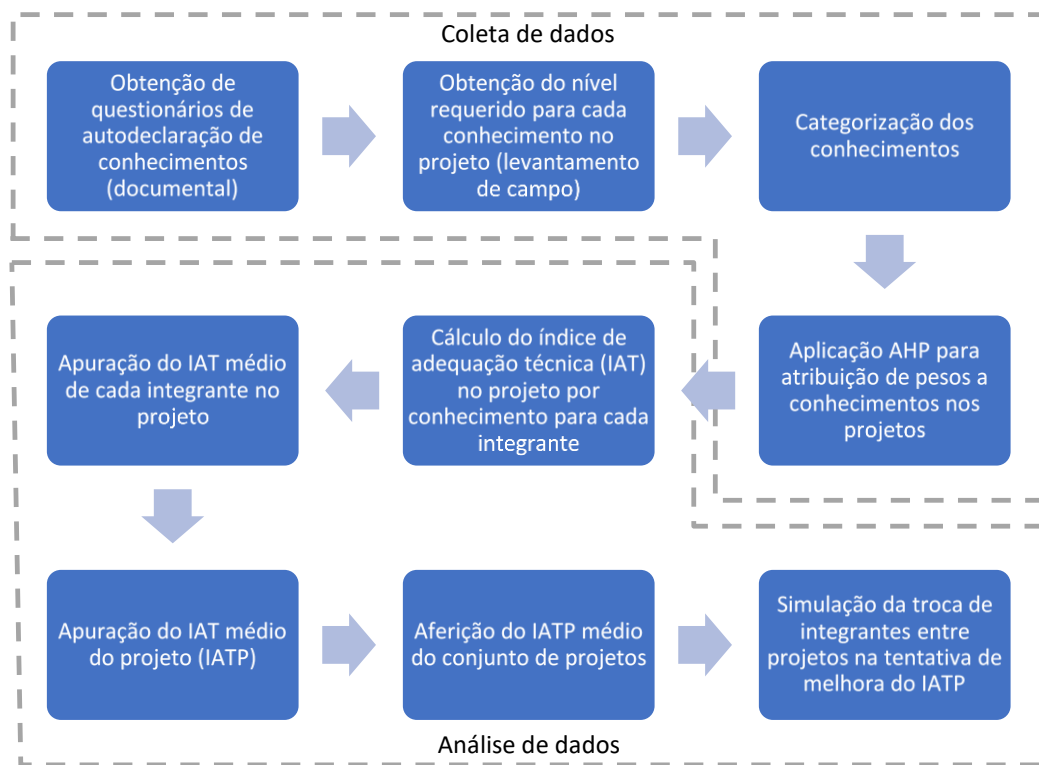 Coleta de dados
Obtenção de
questionários de
autodeclaração de
conhecimentos
(documental)
Obtenção do nível
requerido para cada
conhecimento no
projeto (levantamento
de campo)
Categorização dos
conhecimentos
Aplicação AHP para
atribuição de pesos a
conhecimentos nos
projetos
Cálculo do índice de
adequação técnica (IAT)
no projeto por
conhecimento para cada
integrante
Apuração do IAT médio
de cada integrante no
projeto
Apuração do IAT médio
do projeto (IATP)
Aferição do IATP médio
do conjunto de projetos
Simulação da troca de
integrantes entre
projetos na tentativa de
melhora do IATP
Análise de dados